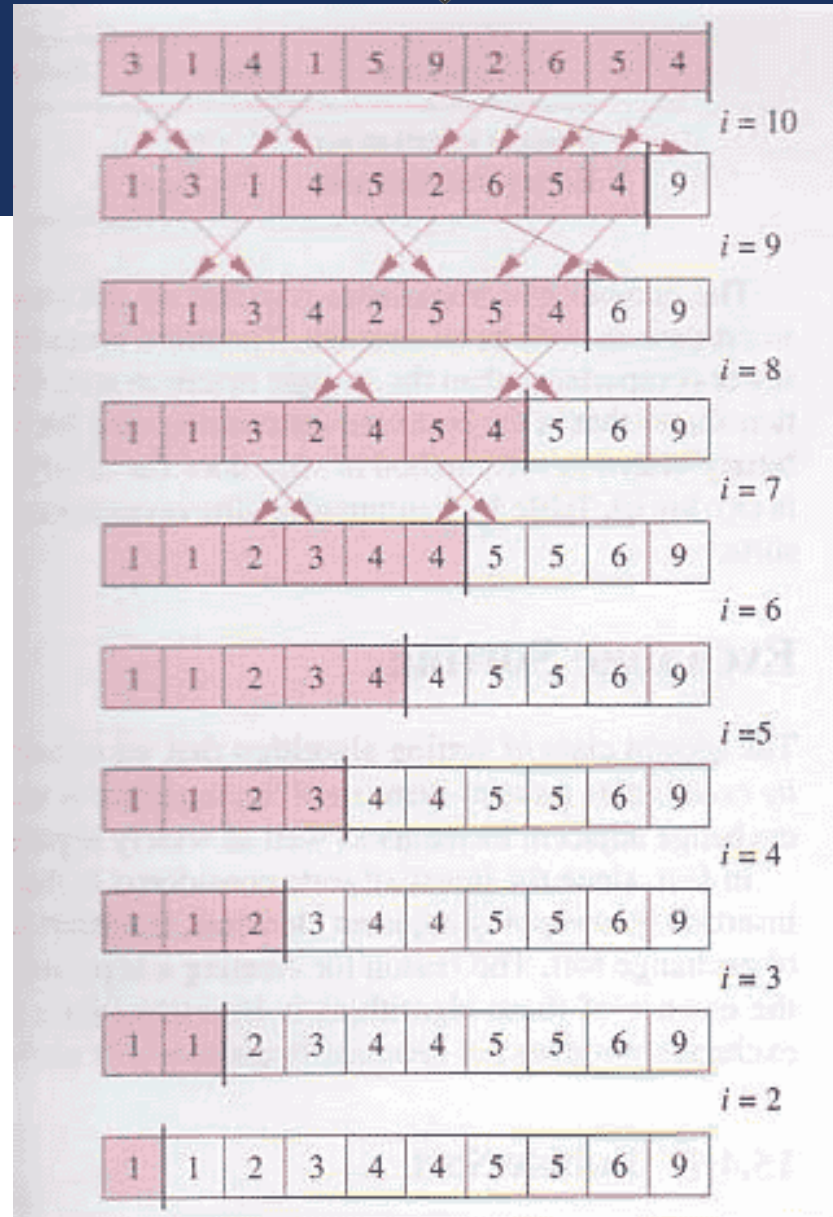 3 1 4 1 5 9 2 6 5 4
i = 10
1 3 1 4 5 2 6 5 4 9
i = 9
1 1 3 4 2 5 5 4 6 9
i = 8
1 1 3 2 4 5 4 5 6 9
i = 7
1 1 2 3 4 4 5 5 6 9
i = 6
1 1 2 3 4 4 5 5 6 9
i =5
1 1 2 3 4 4 5 5 6 9
i = 4
1 1 2 3 4 4 5 5 6 9
i = 3
1 1 2 3 4 4 5 5 6 9
i = 2
1 1 2 3 4 4 5 5 6 9